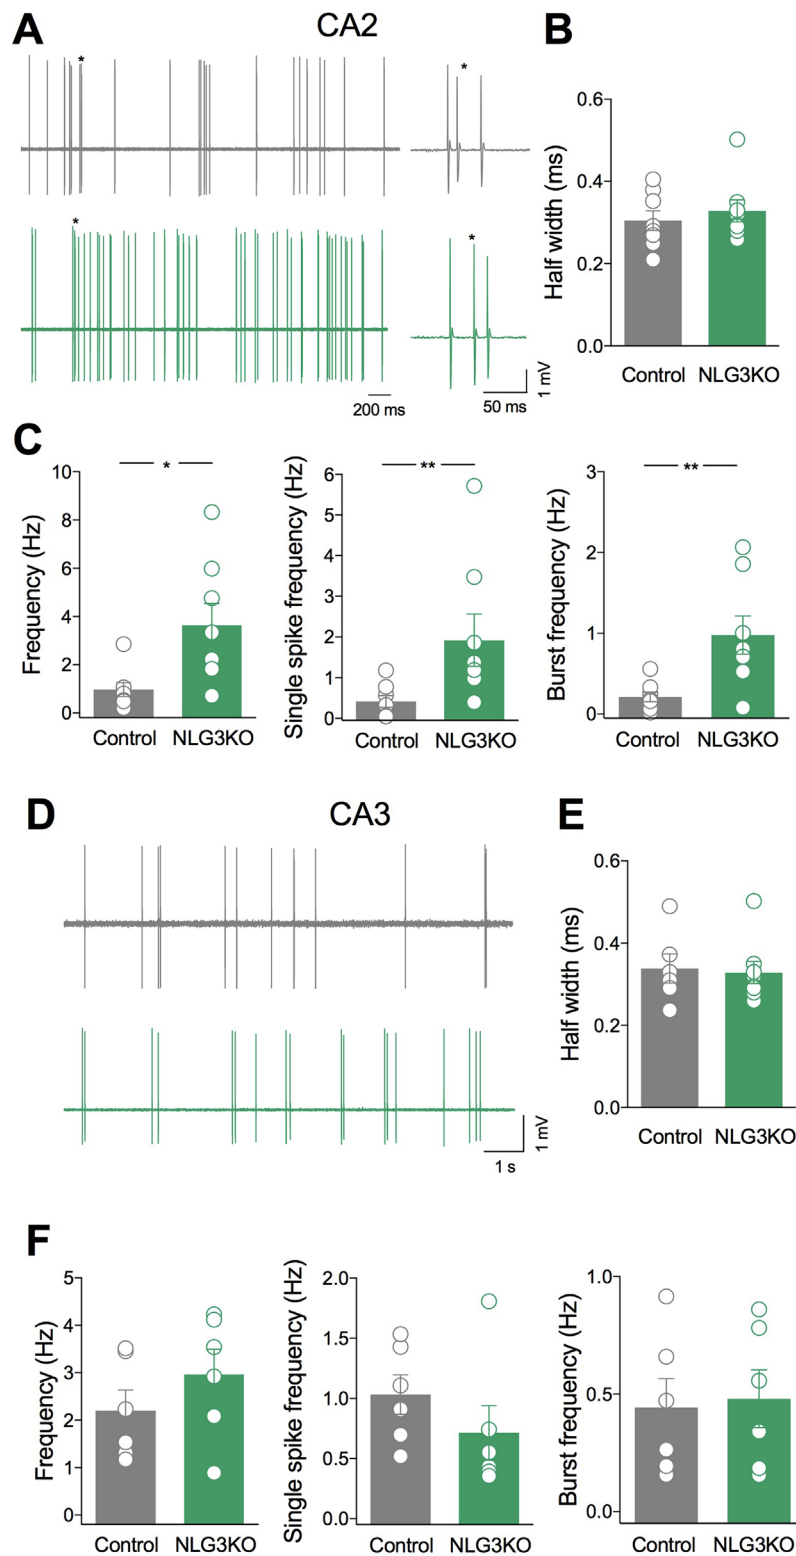 A
CA2
B
*
*
*
*
200 ms
50 ms
1 mV
Half width (ms)
0.6
0.4
0.2
0.0
Control
NLG3KO
C
Frequency (Hz)
10
8
6
4
2
0
*
Control
NLG3KO
Single spike frequency (Hz)
6
5
4
3
2
1
0
**
Control
NLG3KO
Burst frequency (Hz)
3
2
1
0
**
Control
NLG3KO
D
CA3
E
1 mV
1 s
Half width (ms)
0.6
0.4
0.2
0.0
Control
NLG3KO
F
Frequency (Hz)
5
4
3
2
1
0
Control
NLG3KO
Single spike frequency (Hz)
2.0
1.5
1.0
0.5
0.0
Control
NLG3KO
Burst frequency (Hz)
1.0
0.5
0.0
Control
NLG3KO